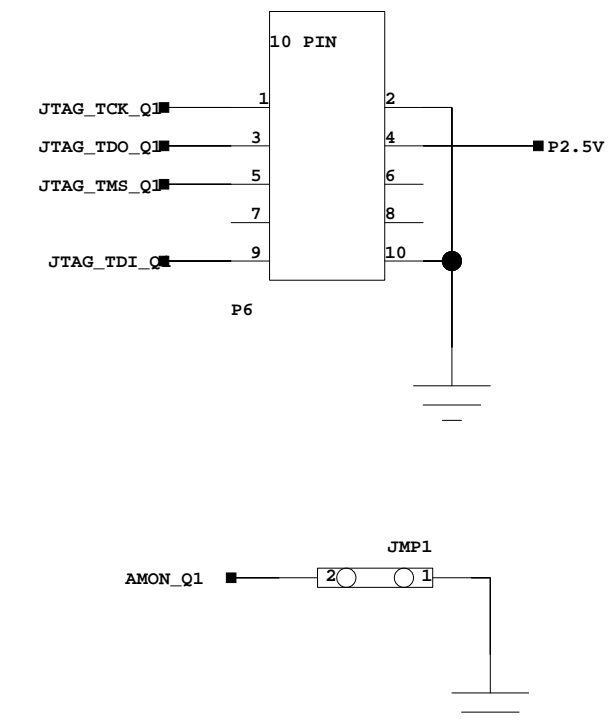 10 PIN
JTAG_TCK_Q1 1 2
JTAG_TDO_Q1 3 4 P2.5V
JTAG_TMS_Q1 5 6
7 8
JTAG_TDI_Q1 9 10
P6
JMP1
AMON_Q1 2 1